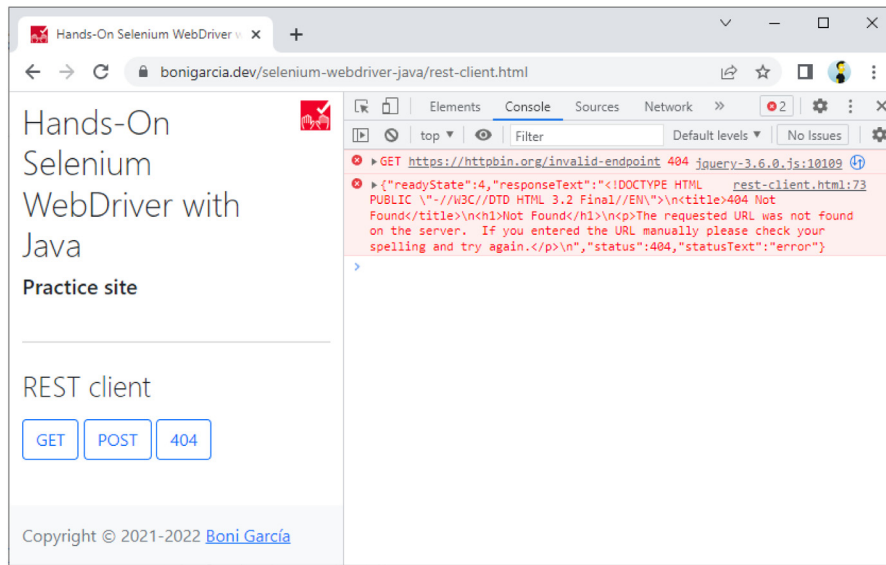 Hands-On Selenium WebDriver w
bonigarcia.dev/selenium-webdriver-java/rest-client.html
Hands-On
Selenium
WebDriver with
Java
Practice site
REST client
GET POST 404
Copyright © 2021-2022 Boni García
Elements Console Sources Network » 2
top ▼ Filter Default levels ▼ No Issues
GET https://httpbin.org/invalid-endpoint 404 jquery-3.6.0.js:10109
{"readyState":4,"responseText":"<!DOCTYPE HTML rest-client.html:73
PUBLIC \"-//W3C//DTD HTML 3.2 Final//EN\">\n<title>404 Not
Found</title>\n<h1>Not Found</h1>\n<p>The requested URL was not found
on the server.  If you entered the URL manually please check your
spelling and try again.</p>\n","status":404,"statusText":"error"}